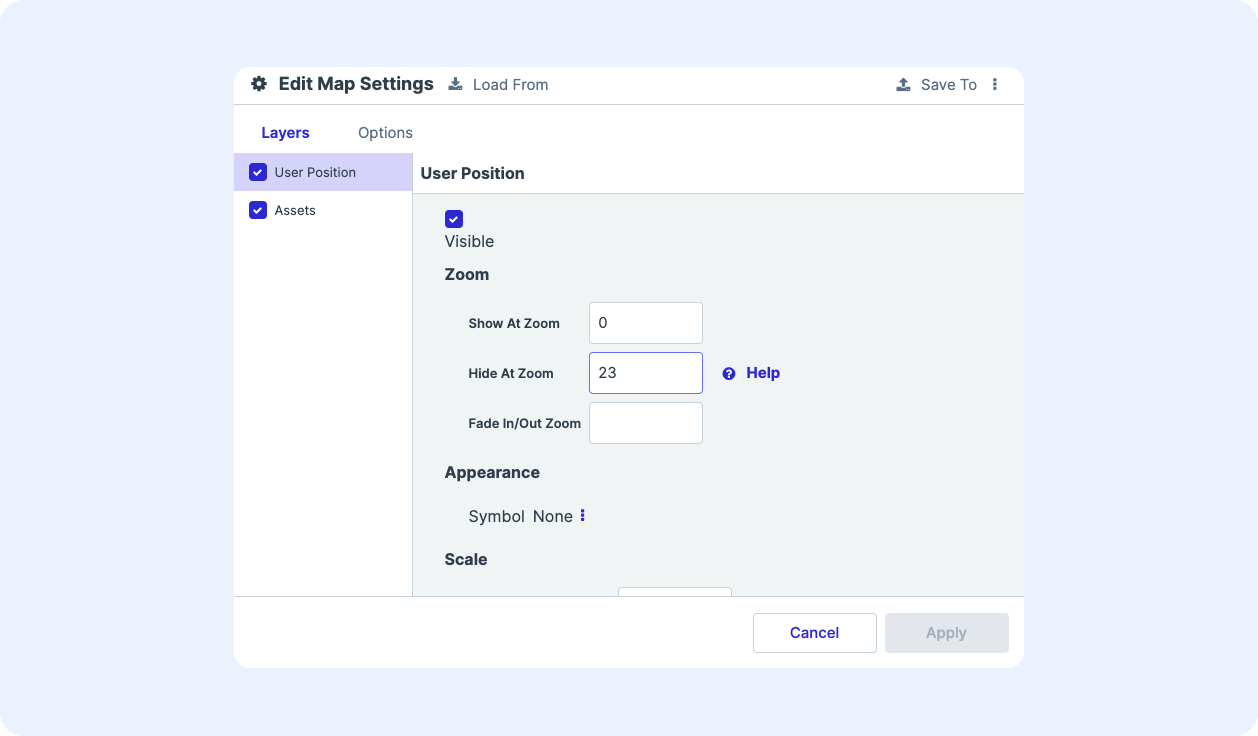 Edit Map Settings Load From Save To
Layers Options
User Position
Assets
User Position
Visible
Zoom
Show At Zoom 0
Hide At Zoom 23 Help
Fade In/Out Zoom
Appearance
Symbol None
Scale
Cancel Apply